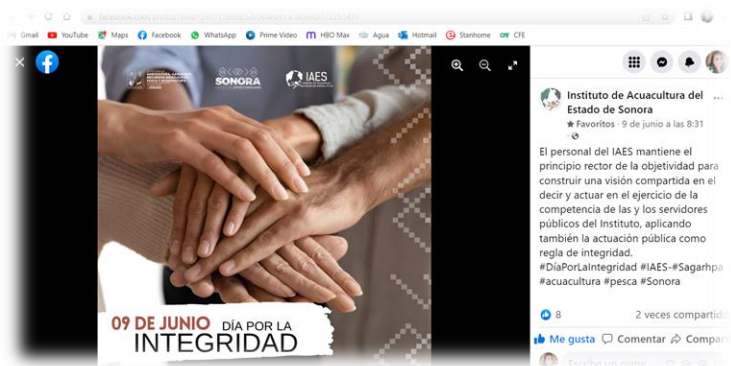 Gmail YouTube Maps Facebook WhatsApp Prime Video HBO Max Agua Hotmail Stanhome CFE
SONORA
IAES
09 DE JUNIO DÍA POR LA
INTEGRIDAD
Instituto de Acuacultura del ...
Estado de Sonora
Favoritos · 9 de junio a las 8:31
El personal del IAES mantiene el
principio rector de la objetividad para
construir una visión compartida en el
decir y actuar en el ejercicio de la
competencia de las y los servidores
públicos del Instituto, aplicando
también la actuación pública como
regla de integridad.
#DíaPorLaIntegridad #IAES-#Sagarhpa
#acuacultura #pesca #Sonora
8 2 veces compartido
Me gusta Comentar Compar
Escribe un come